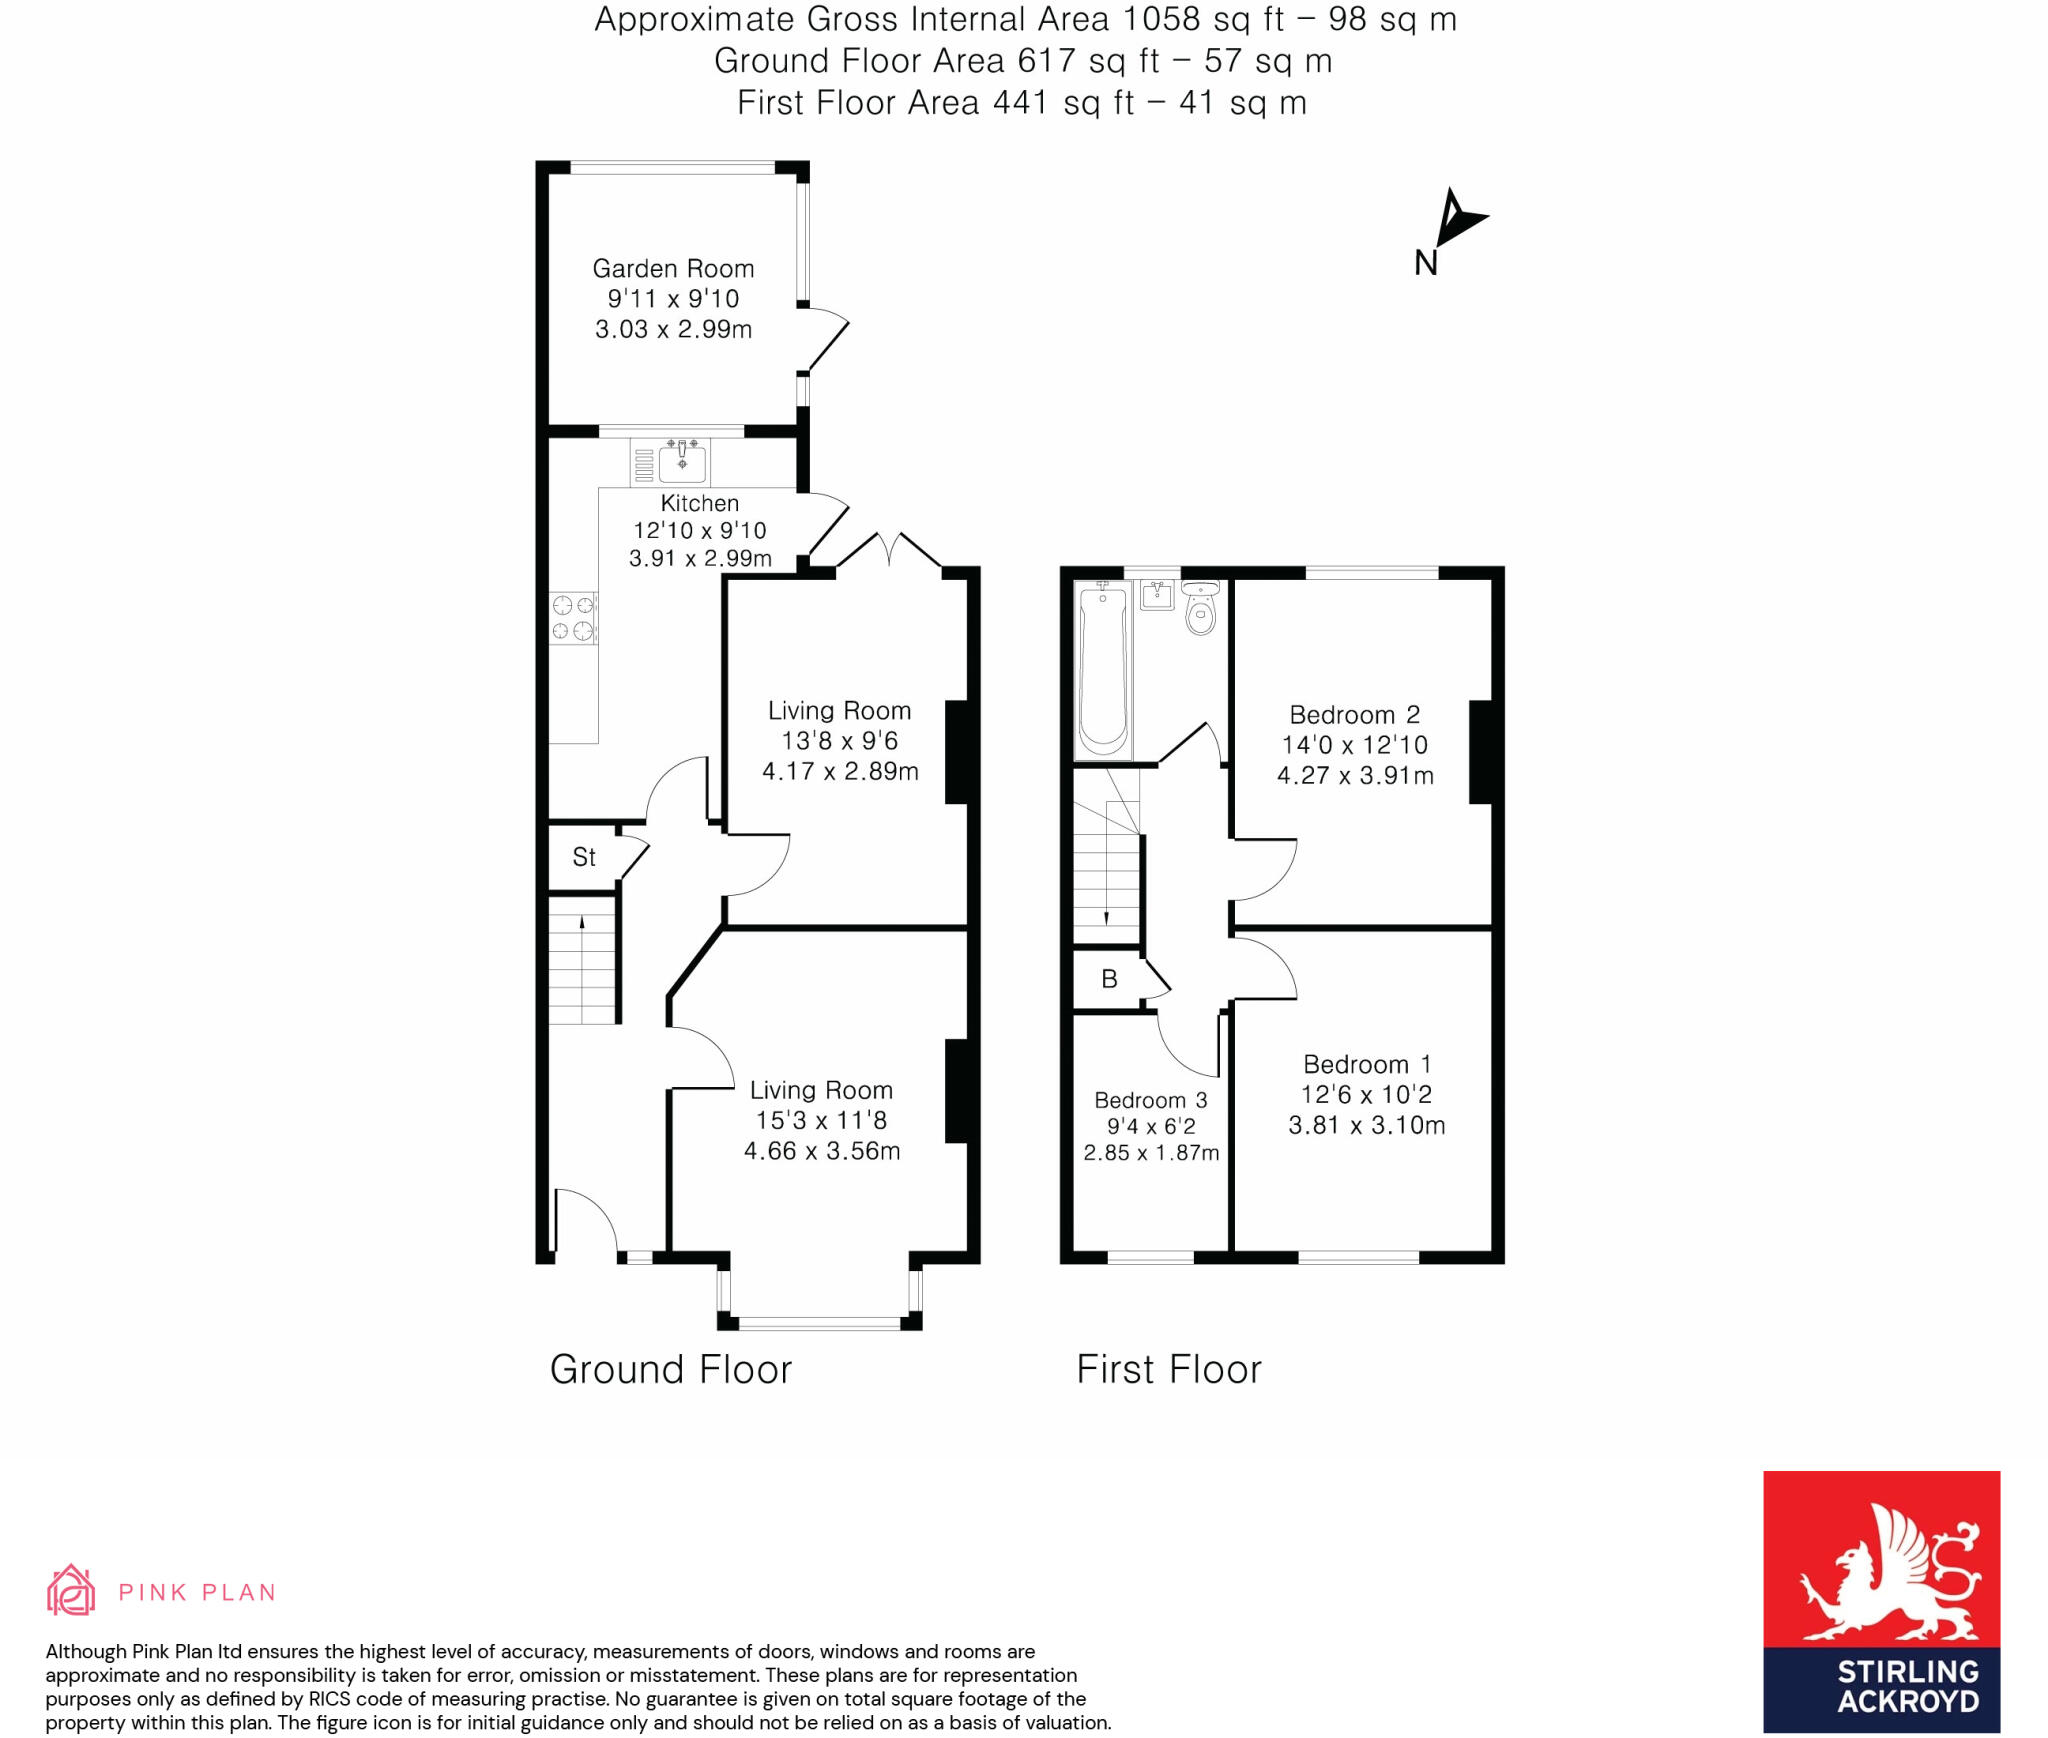 Approximate Gross Internal Area 1058 sq ft – 98 sq m
Ground Floor Area 617 sq ft – 57 sq m
First Floor Area 441 sq ft – 41 sq m
N
Garden Room
9'11 x 9'10
3.03 x 2.99m
Kitchen
12'10 x 9'10
3.91 x 2.99m
Living Room
13'8 x 9'6
4.17 x 2.89m
St
Living Room
15'3 x 11'8
4.66 x 3.56m
Ground Floor
Bedroom 2
14'0 x 12'10
4.27 x 3.91m
B
Bedroom 1
12'6 x 10'2
3.81 x 3.10m
Bedroom 3
9'4 x 6'2
2.85 x 1.87m
First Floor
PINK PLAN
Although Pink Plan ltd ensures the highest level of accuracy, measurements of doors, windows and rooms are
approximate and no responsibility is taken for error, omission or misstatement. These plans are for representation
purposes only as defined by RICS code of measuring practise. No guarantee is given on total square footage of the
property within this plan. The figure icon is for initial guidance only and should not be relied on as a basis of valuation.
STIRLING
ACKROYD